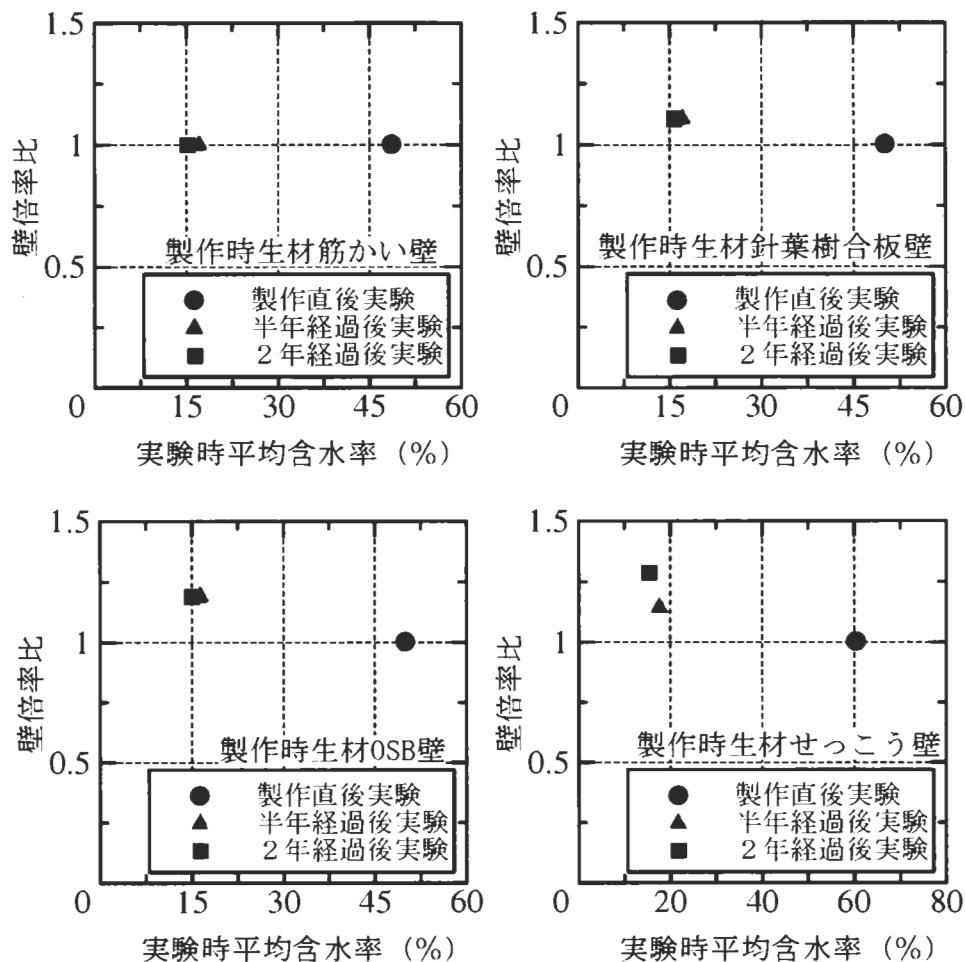 1.5
1
0.5
0
壁倍率比
製作時生材筋かい壁
● 製作直後実験
▲ 半年経過後実験
■ 2年経過後実験
15 30 45 60
実験時平均含水率 (%)
1.5
1
0.5
0
壁倍率比
製作時生材針葉樹合板壁
● 製作直後実験
▲ 半年経過後実験
■ 2年経過後実験
15 30 45 60
実験時平均含水率 (%)
1.5
1
0.5
0
壁倍率比
製作時生材OSB壁
● 製作直後実験
▲ 半年経過後実験
■ 2年経過後実験
15 30 45 60
実験時平均含水率 (%)
1.5
1
0.5
0
壁倍率比
製作時生材せっこう壁
● 製作直後実験
▲ 半年経過後実験
■ 2年経過後実験
20 40 60 80
実験時平均含水率 (%)